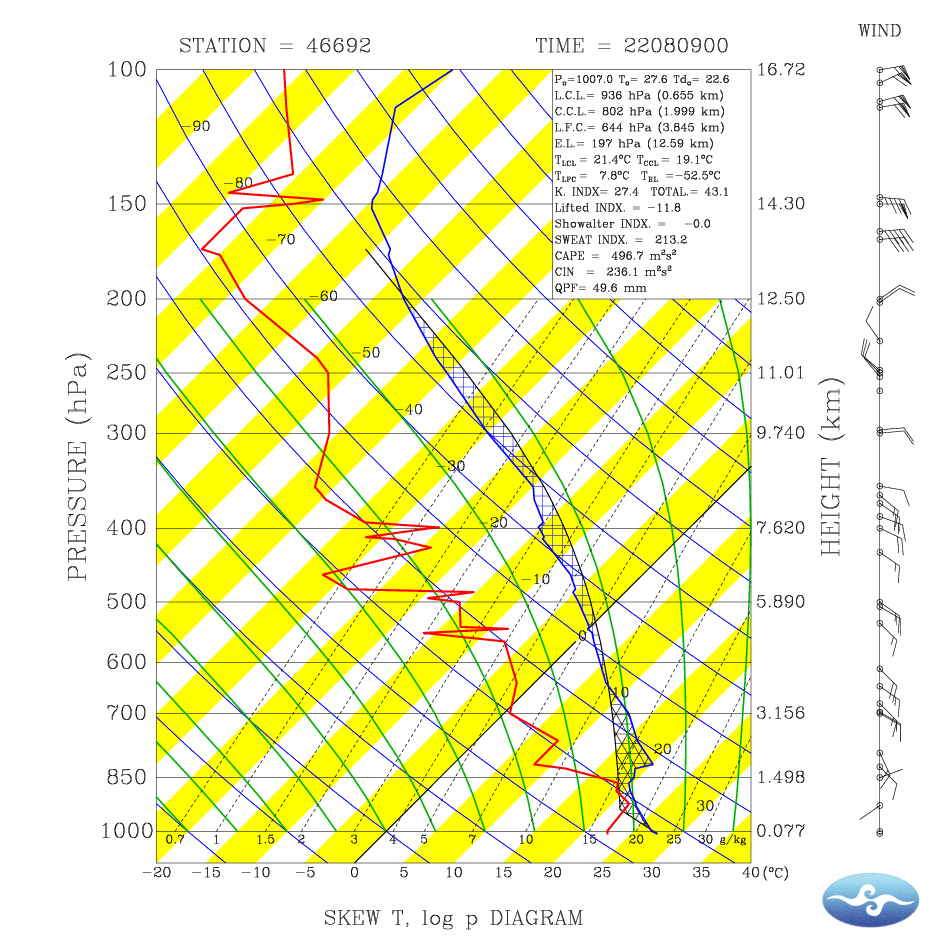 WIND
STATION = 46692 TIME = 22080900
100 16.72
P₀=1007.0 T₀= 27.6 Td₀= 22.6
L.C.L.= 936 hPa (0.655 km)
C.C.L.= 802 hPa (1.999 km)
L.F.C.= 644 hPa (3.845 km)
E.L.= 197 hPa (12.59 km)
T_LCL = 21.4°C T_CCL = 19.1°C
T_LFC = 7.8°C T_EL =-52.5°C
K. INDX= 27.4 TOTAL.= 43.1
Lifted INDX. = -11.8
Showalter INDX. = -0.0
SWEAT INDX. = 213.2
CAPE = 496.7 m²s²
CIN = 236.1 m²s²
QPF= 49.6 mm
-90
-80
150 14.30
-70
-60
200 12.50
-50
250 11.01
-40
300 9.740
-30
PRESSURE (hPa)
HEIGHT (km)
-20
400 7.620
-10
500 5.890
0
600
10
700 3.156
20
850 1.498
30
1000 0.077
0.7 1 1.5 2 3 4 5 7 10 15 20 25 30 g/kg
-20 -15 -10 -5 0 5 10 15 20 25 30 35 40 (°C)
SKEW T, log p DIAGRAM